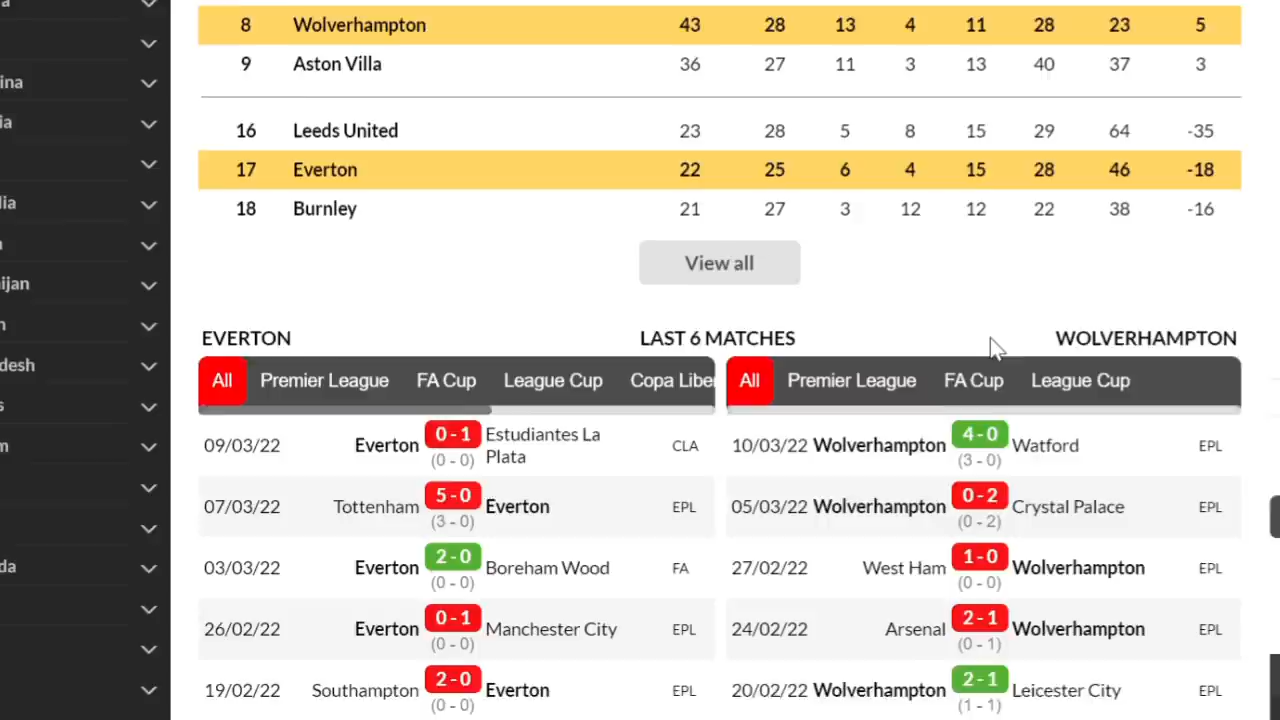 a
8 Wolverhampton 43 28 13 4 11 28 23 5
ina
9 Aston Villa 36 27 11 3 13 40 37 3
ia
16 Leeds United 23 28 5 8 15 29 64 -35
17 Everton 22 25 6 4 15 28 46 -18
lia
18 Burnley 21 27 3 12 12 22 38 -16
n
View all
ijan
n
EVERTON LAST 6 MATCHES WOLVERHAMPTON
desh
All Premier League FA Cup League Cup Copa Liber All Premier League FA Cup League Cup
s
09/03/22 Everton 0 - 1 Estudiantes La Plata CLA 10/03/22 Wolverhampton 4 - 0 Watford EPL
m
(0 - 0) (3 - 0)
07/03/22 Tottenham 5 - 0 Everton EPL 05/03/22 Wolverhampton 0 - 2 Crystal Palace EPL
(3 - 0) (0 - 2)
03/03/22 Everton 2 - 0 Boreham Wood FA 27/02/22 West Ham 1 - 0 Wolverhampton EPL
da
(0 - 0) (0 - 0)
26/02/22 Everton 0 - 1 Manchester City EPL 24/02/22 Arsenal 2 - 1 Wolverhampton EPL
(0 - 0) (0 - 1)
19/02/22 Southampton 2 - 0 Everton EPL 20/02/22 Wolverhampton 2 - 1 Leicester City EPL
(0 - 0) (1 - 1)